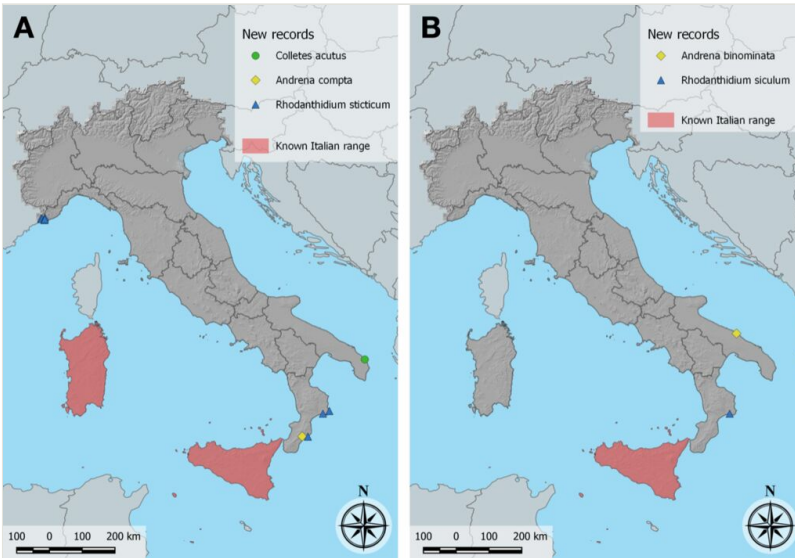 A
New records
Colletes acutus
Andrena compta
Rhodanthidium sticticum
Known Italian range
N
100 0 100 200 km
B
New records
Andrena binominata
Rhodanthidium siculum
Known Italian range
N
100 0 100 200 km